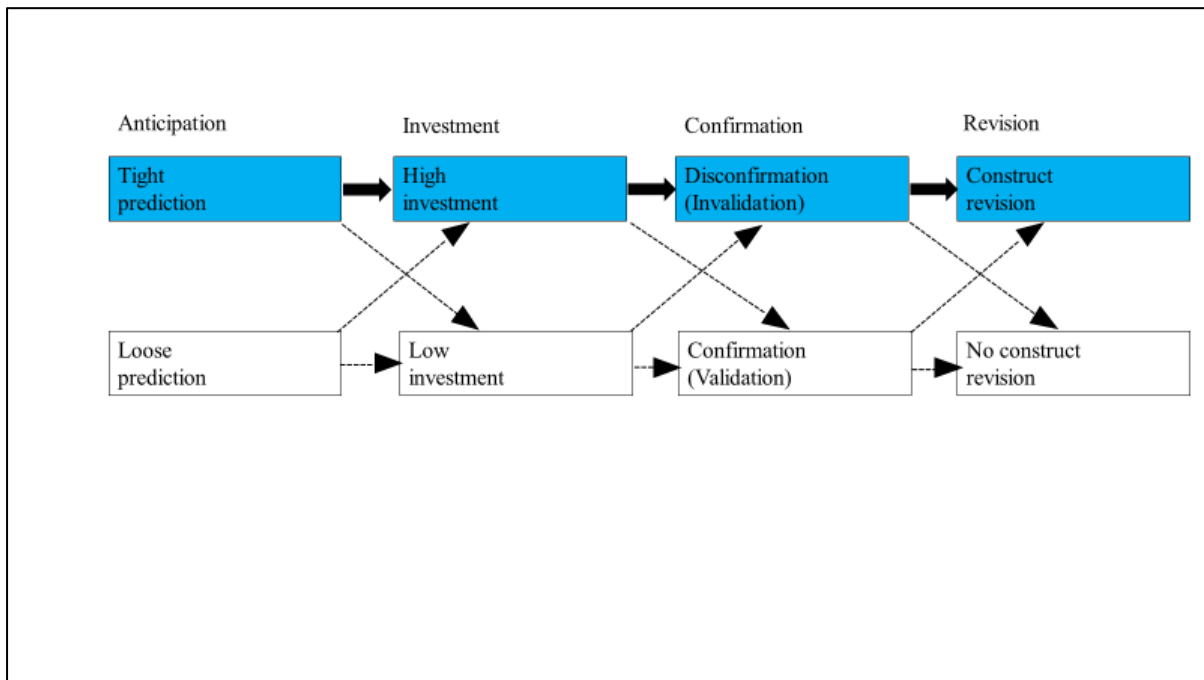 Anticipation
Investment
Confirmation
Revision
Tight
prediction
High
investment
Disconfirmation
(Invalidation)
Construct
revision
Loose
prediction
Low
investment
Confirmation
(Validation)
No construct
revision